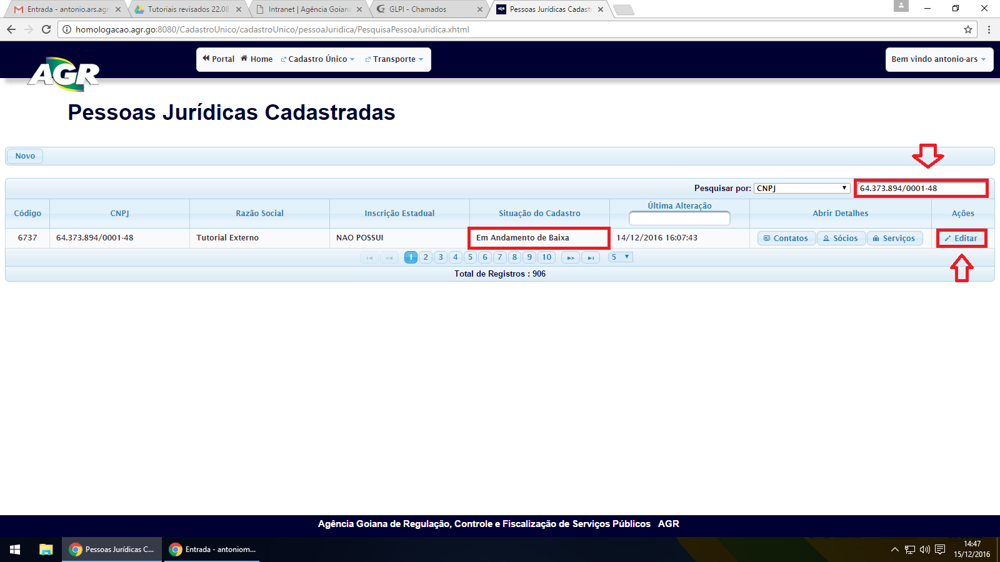 Entrada - antonio.ars.agr
Tutoriais revisados 22.08
Intranet | Agência Goiana
GLPI - Chamados
Pessoas Jurídicas Cadast
homologacao.agr.go:8080/CadastroUnico/cadastroUnico/pessoaJuridica/PesquisaPessoaJuridica.xhtml
AGR
Portal Home Cadastro Único Transporte
Bem vindo antonio-ars
Pessoas Jurídicas Cadastradas
Novo
Pesquisar por: CNPJ 64.373.894/0001-48
Código CNPJ Razão Social Inscrição Estadual Situação do Cadastro Última Alteração Abrir Detalhes Ações
6737 64.373.894/0001-48 Tutorial Externo NAO POSSUI Em Andamento de Baixa 14/12/2016 16:07:43 Contatos Sócios Serviços Editar
1 2 3 4 5 6 7 8 9 10 5
Total de Registros : 906
Agência Goiana de Regulação, Controle e Fiscalização de Serviços Públicos AGR
Pessoas Jurídicas C...
Entrada - antoniom...
14:47
15/12/2016